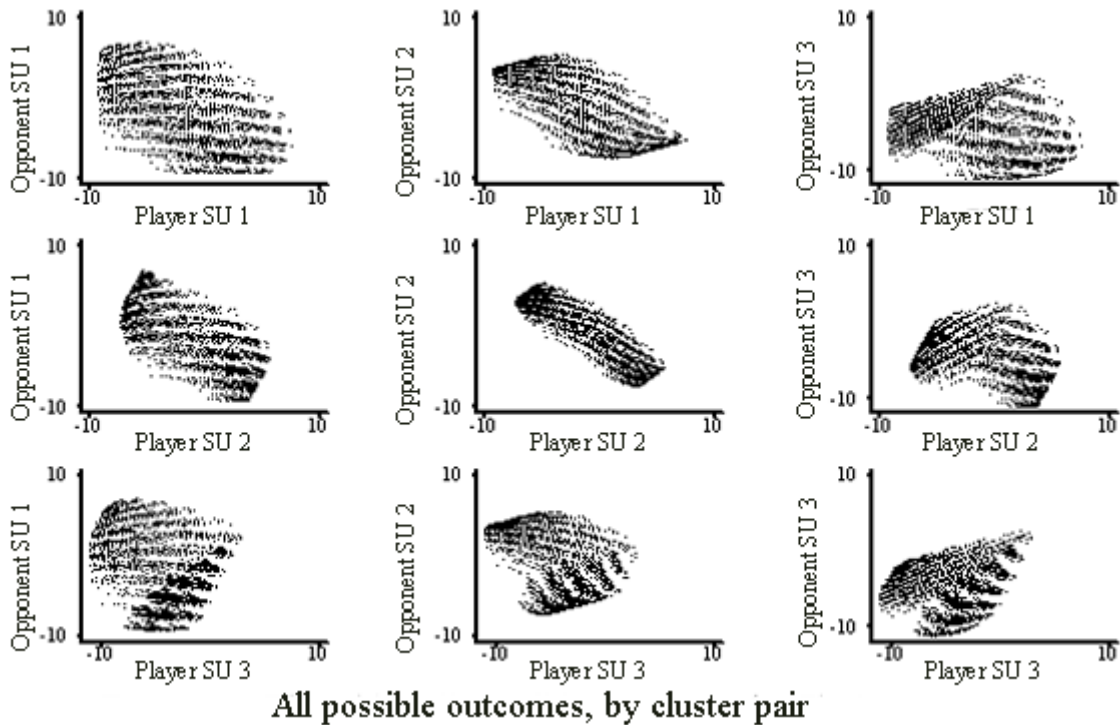 10 10 10
Opponent SU 1 Opponent SU 2 Opponent SU 3
-10 -10 -10
-10 10 -10 10 -10 10
Player SU 1 Player SU 1 Player SU 1
10 10 10
Opponent SU 1 Opponent SU 2 Opponent SU 3
-10 -10 -10
-10 10 -10 10 -10 10
Player SU 2 Player SU 2 Player SU 2
10 10 10
Opponent SU 1 Opponent SU 2 Opponent SU 3
-10 -10 -10
-10 10 -10 10 -10 10
Player SU 3 Player SU 3 Player SU 3
All possible outcomes, by cluster pair